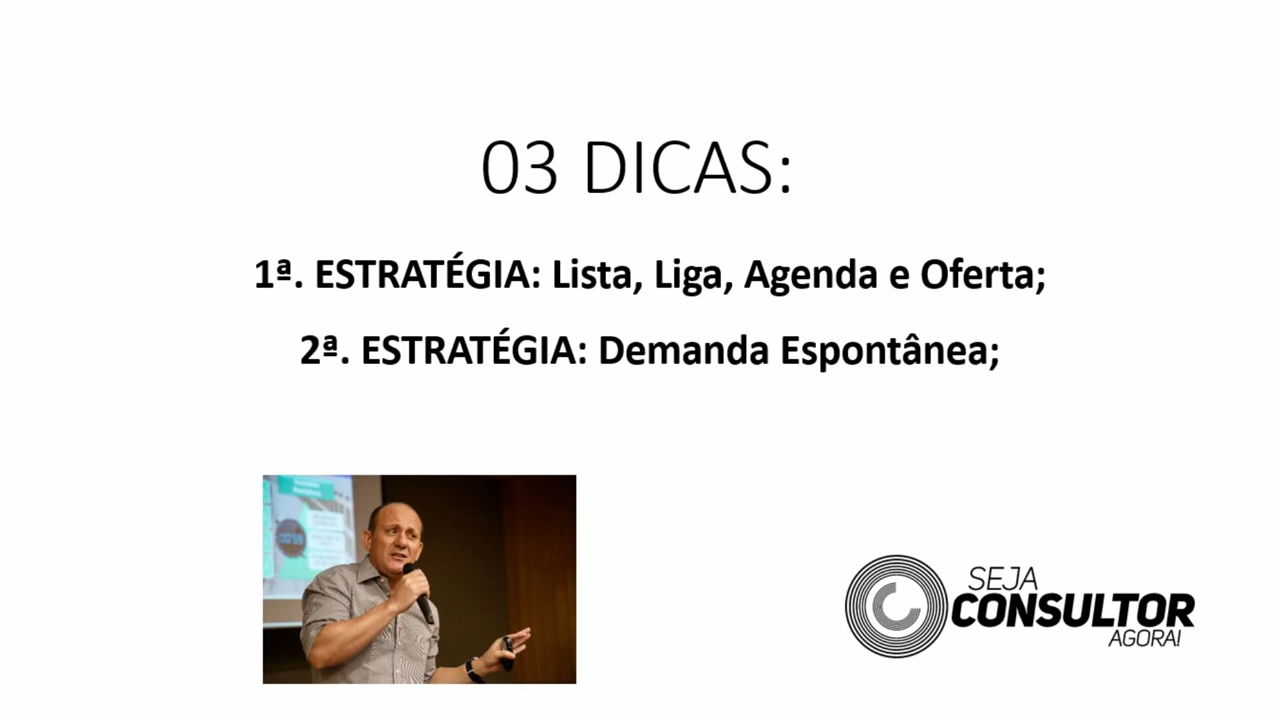 03 DICAS:
1ª. ESTRATÉGIA: Lista, Liga, Agenda e Oferta;
2ª. ESTRATÉGIA: Demanda Espontânea;
SEJA
CONSULTOR
AGORA!